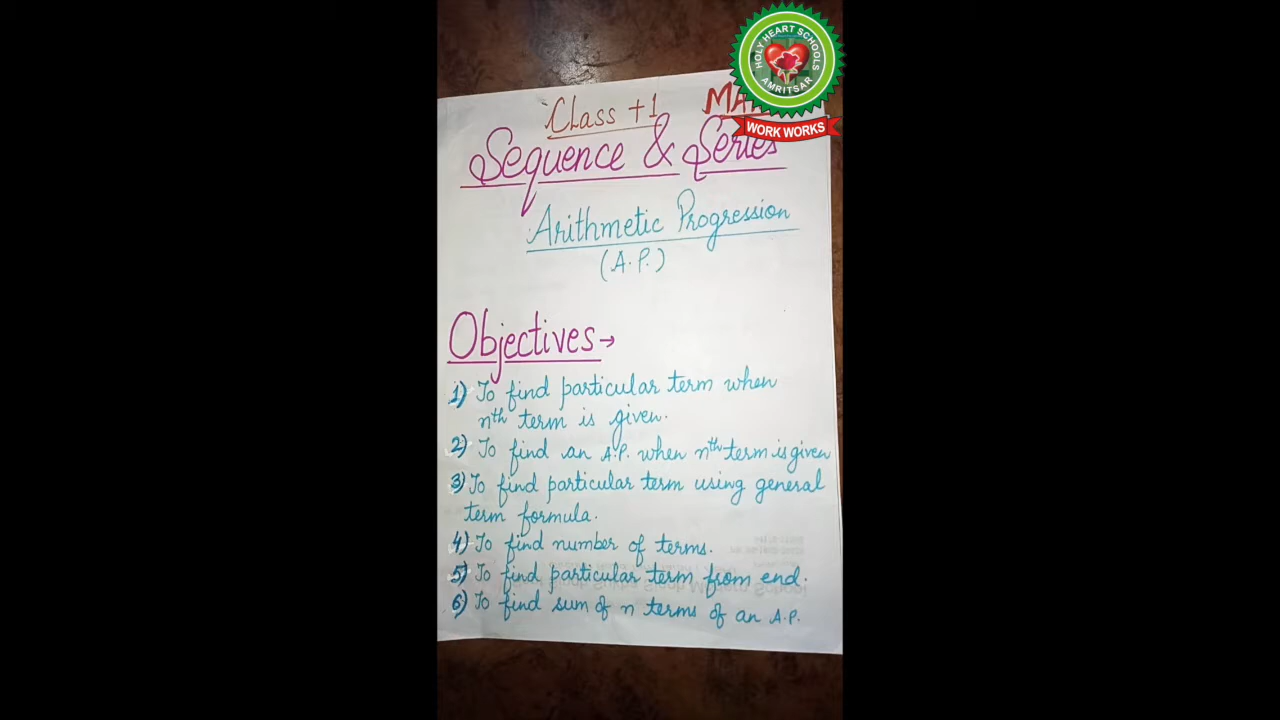 HOLY HEART SCHOOLS
AMRITSAR
WORK WORKS
Class +1
Sequence & Series
Arithmetic Progression
(A.P.)
Objectives→
1) To find particular term when
nth term is given.
2) To find an A.P. when nth term is given
3) To find particular term using general
term formula.
4) To find number of terms.
5) To find particular term from end.
6) To find sum of n terms of an A.P.